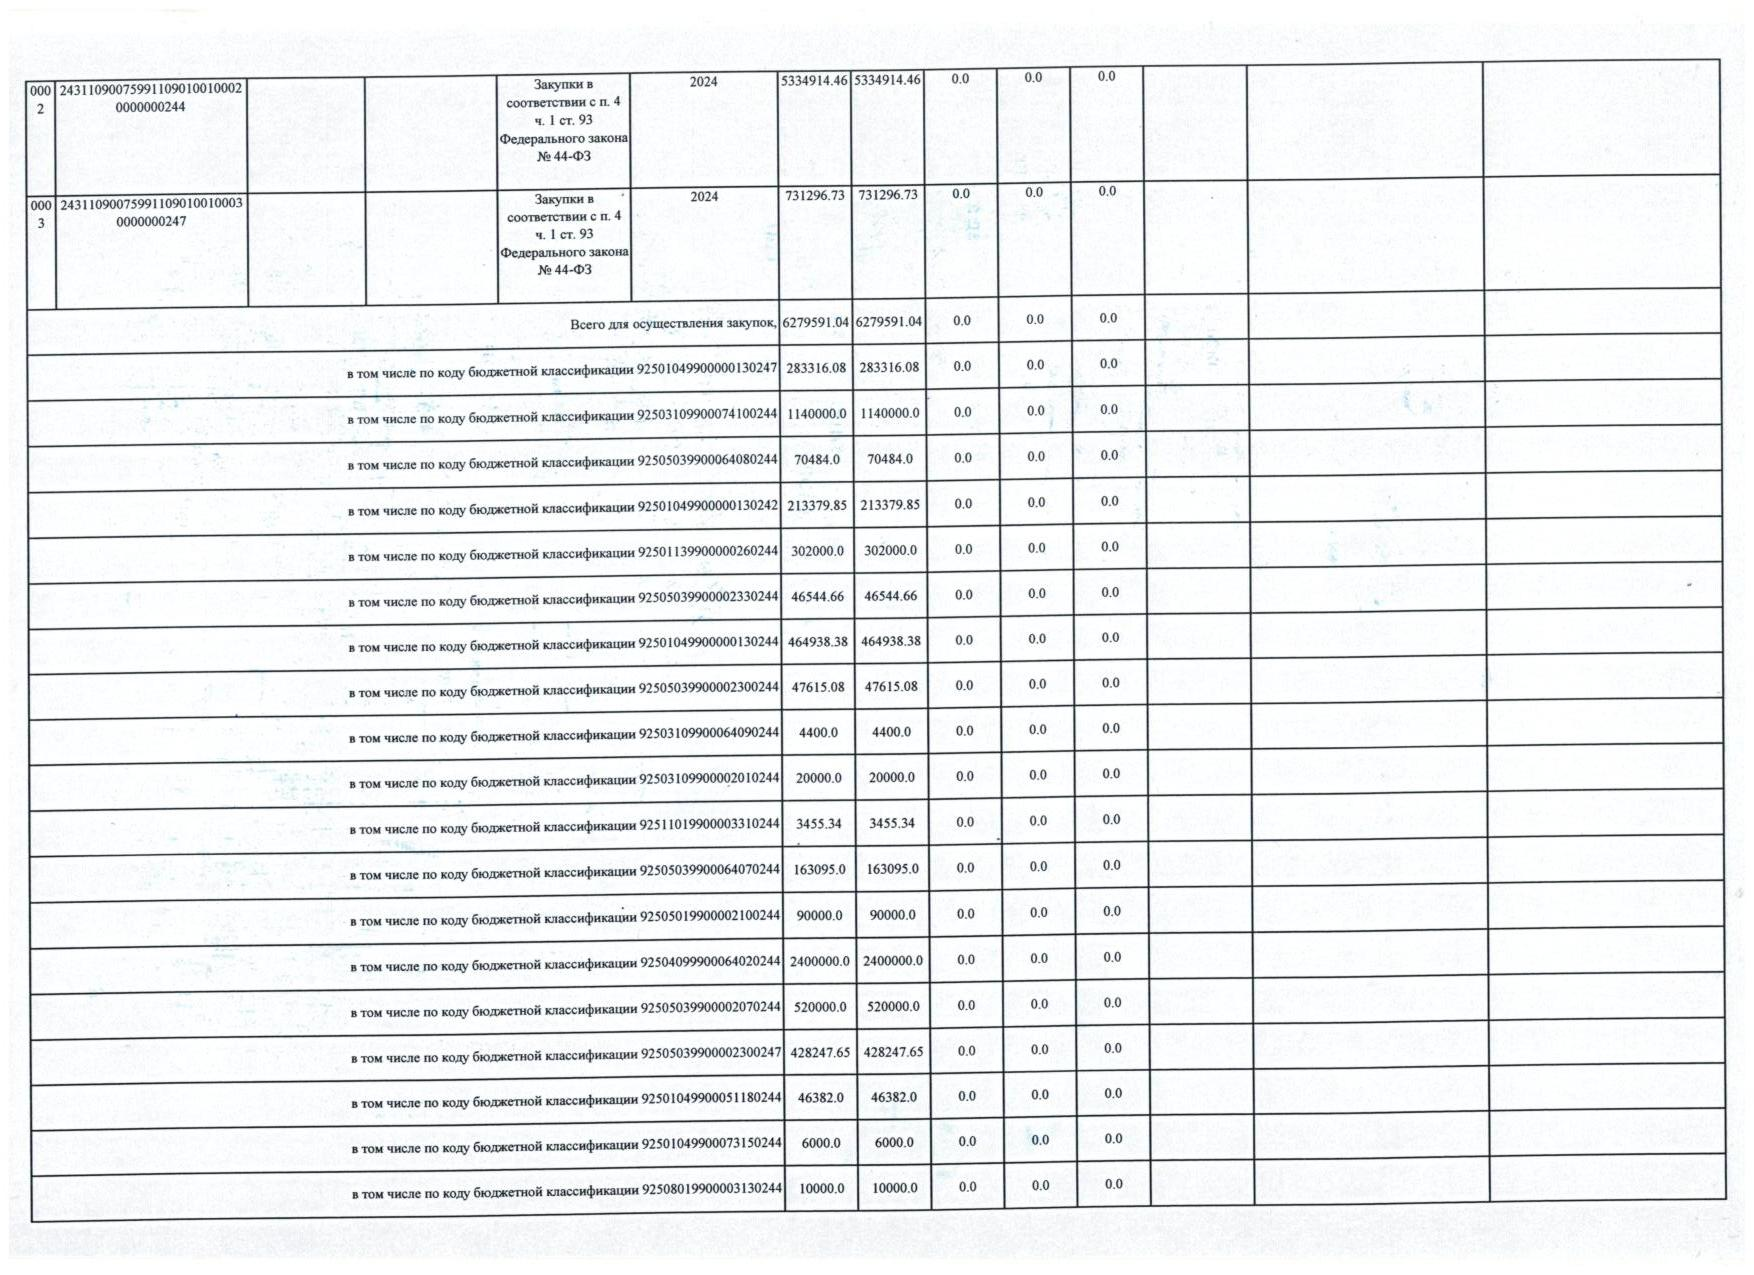 000 243110900759911090100100020 Закупки в 2024 5334914.46 5334914.46 0.0 0.0 0.0
2 0000000244 соответствии с п. 4
ч. 1 ст. 93
Федерального закона
№ 44-ФЗ
000 24311090075991109010010003 Закупки в 2024 731296.73 731296.73 0.0 0.0 0.0
3 0000000247 соответствии с п. 4
ч. 1 ст. 93
Федерального закона
№ 44-ФЗ
Всего для осуществления закупок, 6279591.04 6279591.04 0.0 0.0 0.0
в том числе по коду бюджетной классификации 92501049900000130247 283316.08 283316.08 0.0 0.0 0.0
в том числе по коду бюджетной классификации 92503109900074100244 1140000.0 1140000.0 0.0 0.0 0.0
в том числе по коду бюджетной классификации 92505039900064080244 70484.0 70484.0 0.0 0.0 0.0
в том числе по коду бюджетной классификации 92501049900000130242 213379.85 213379.85 0.0 0.0 0.0
в том числе по коду бюджетной классификации 92501139900000260244 302000.0 302000.0 0.0 0.0 0.0
в том числе по коду бюджетной классификации 92505039900002330244 46544.66 46544.66 0.0 0.0 0.0
в том числе по коду бюджетной классификации 92501049900000130244 464938.38 464938.38 0.0 0.0 0.0
в том числе по коду бюджетной классификации 92505039900002300244 47615.08 47615.08 0.0 0.0 0.0
в том числе по коду бюджетной классификации 92503109900064090244 4400.0 4400.0 0.0 0.0 0.0
в том числе по коду бюджетной классификации 92503109900002010244 20000.0 20000.0 0.0 0.0 0.0
в том числе по коду бюджетной классификации 92511019900003310244 3455.34 3455.34 0.0 0.0 0.0
в том числе по коду бюджетной классификации 92505039900064070244 163095.0 163095.0 0.0 0.0 0.0
в том числе по коду бюджетной классификации 92505019900002100244 90000.0 90000.0 0.0 0.0 0.0
в том числе по коду бюджетной классификации 92504099900064020244 2400000.0 2400000.0 0.0 0.0 0.0
в том числе по коду бюджетной классификации 92505039900002070244 520000.0 520000.0 0.0 0.0 0.0
в том числе по коду бюджетной классификации 92505039900002300247 428247.65 428247.65 0.0 0.0 0.0
в том числе по коду бюджетной классификации 92501049900051180244 46382.0 46382.0 0.0 0.0 0.0
в том числе по коду бюджетной классификации 92501049900073150244 6000.0 6000.0 0.0 0.0 0.0
в том числе по коду бюджетной классификации 92508019900003130244 10000.0 10000.0 0.0 0.0 0.0